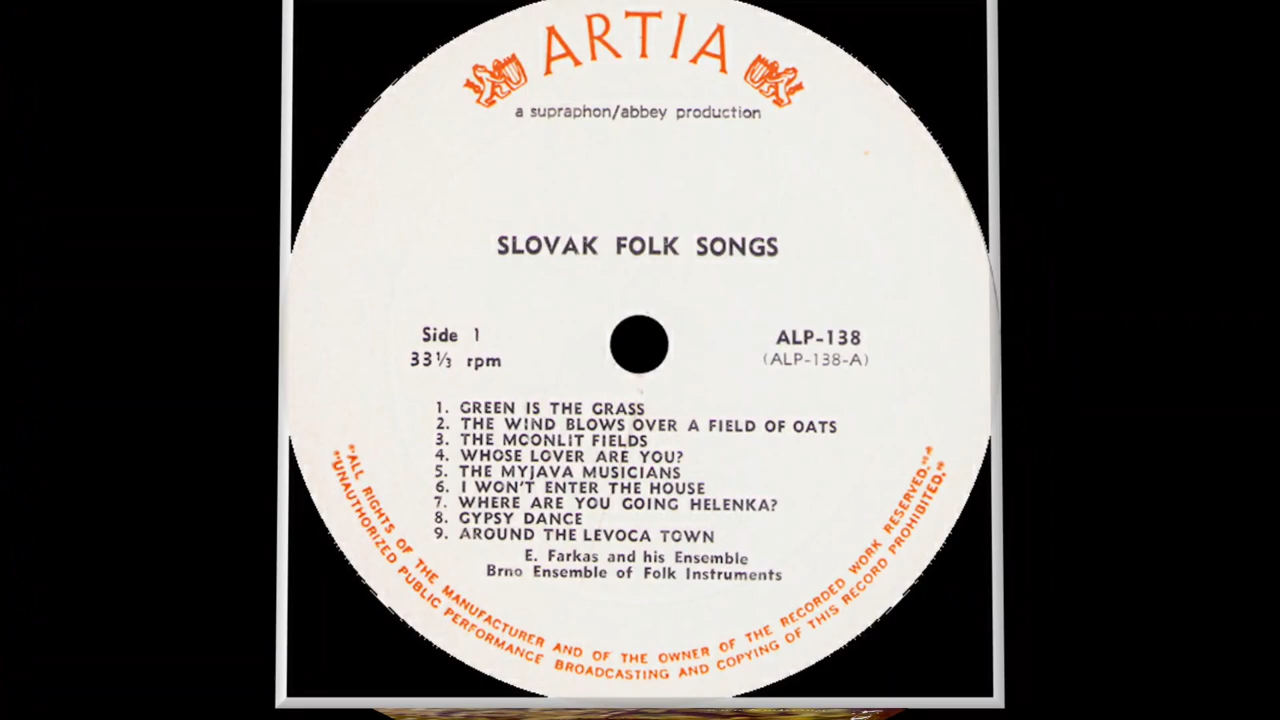 ARTIA
a supraphon/abbey production
SLOVAK FOLK SONGS
Side 1
33⅓ rpm
ALP-138
(ALP-138-A)
1. GREEN IS THE GRASS
2. THE WIND BLOWS OVER A FIELD OF OATS
3. THE MOONLIT FIELDS
4. WHOSE LOVER ARE YOU?
5. THE MYJAVA MUSICIANS
6. I WON'T ENTER THE HOUSE
7. WHERE ARE YOU GOING HELENKA?
8. GYPSY DANCE
9. AROUND THE LEVOCA TOWN
E. Farkas and his Ensemble
Brno Ensemble of Folk Instruments
"ALL RIGHTS OF THE MANUFACTURER AND OF THE OWNER OF THE RECORDED WORK RESERVED."
"UNAUTHORIZED PUBLIC PERFORMANCE BROADCASTING AND COPYING OF THIS RECORD PROHIBITED."